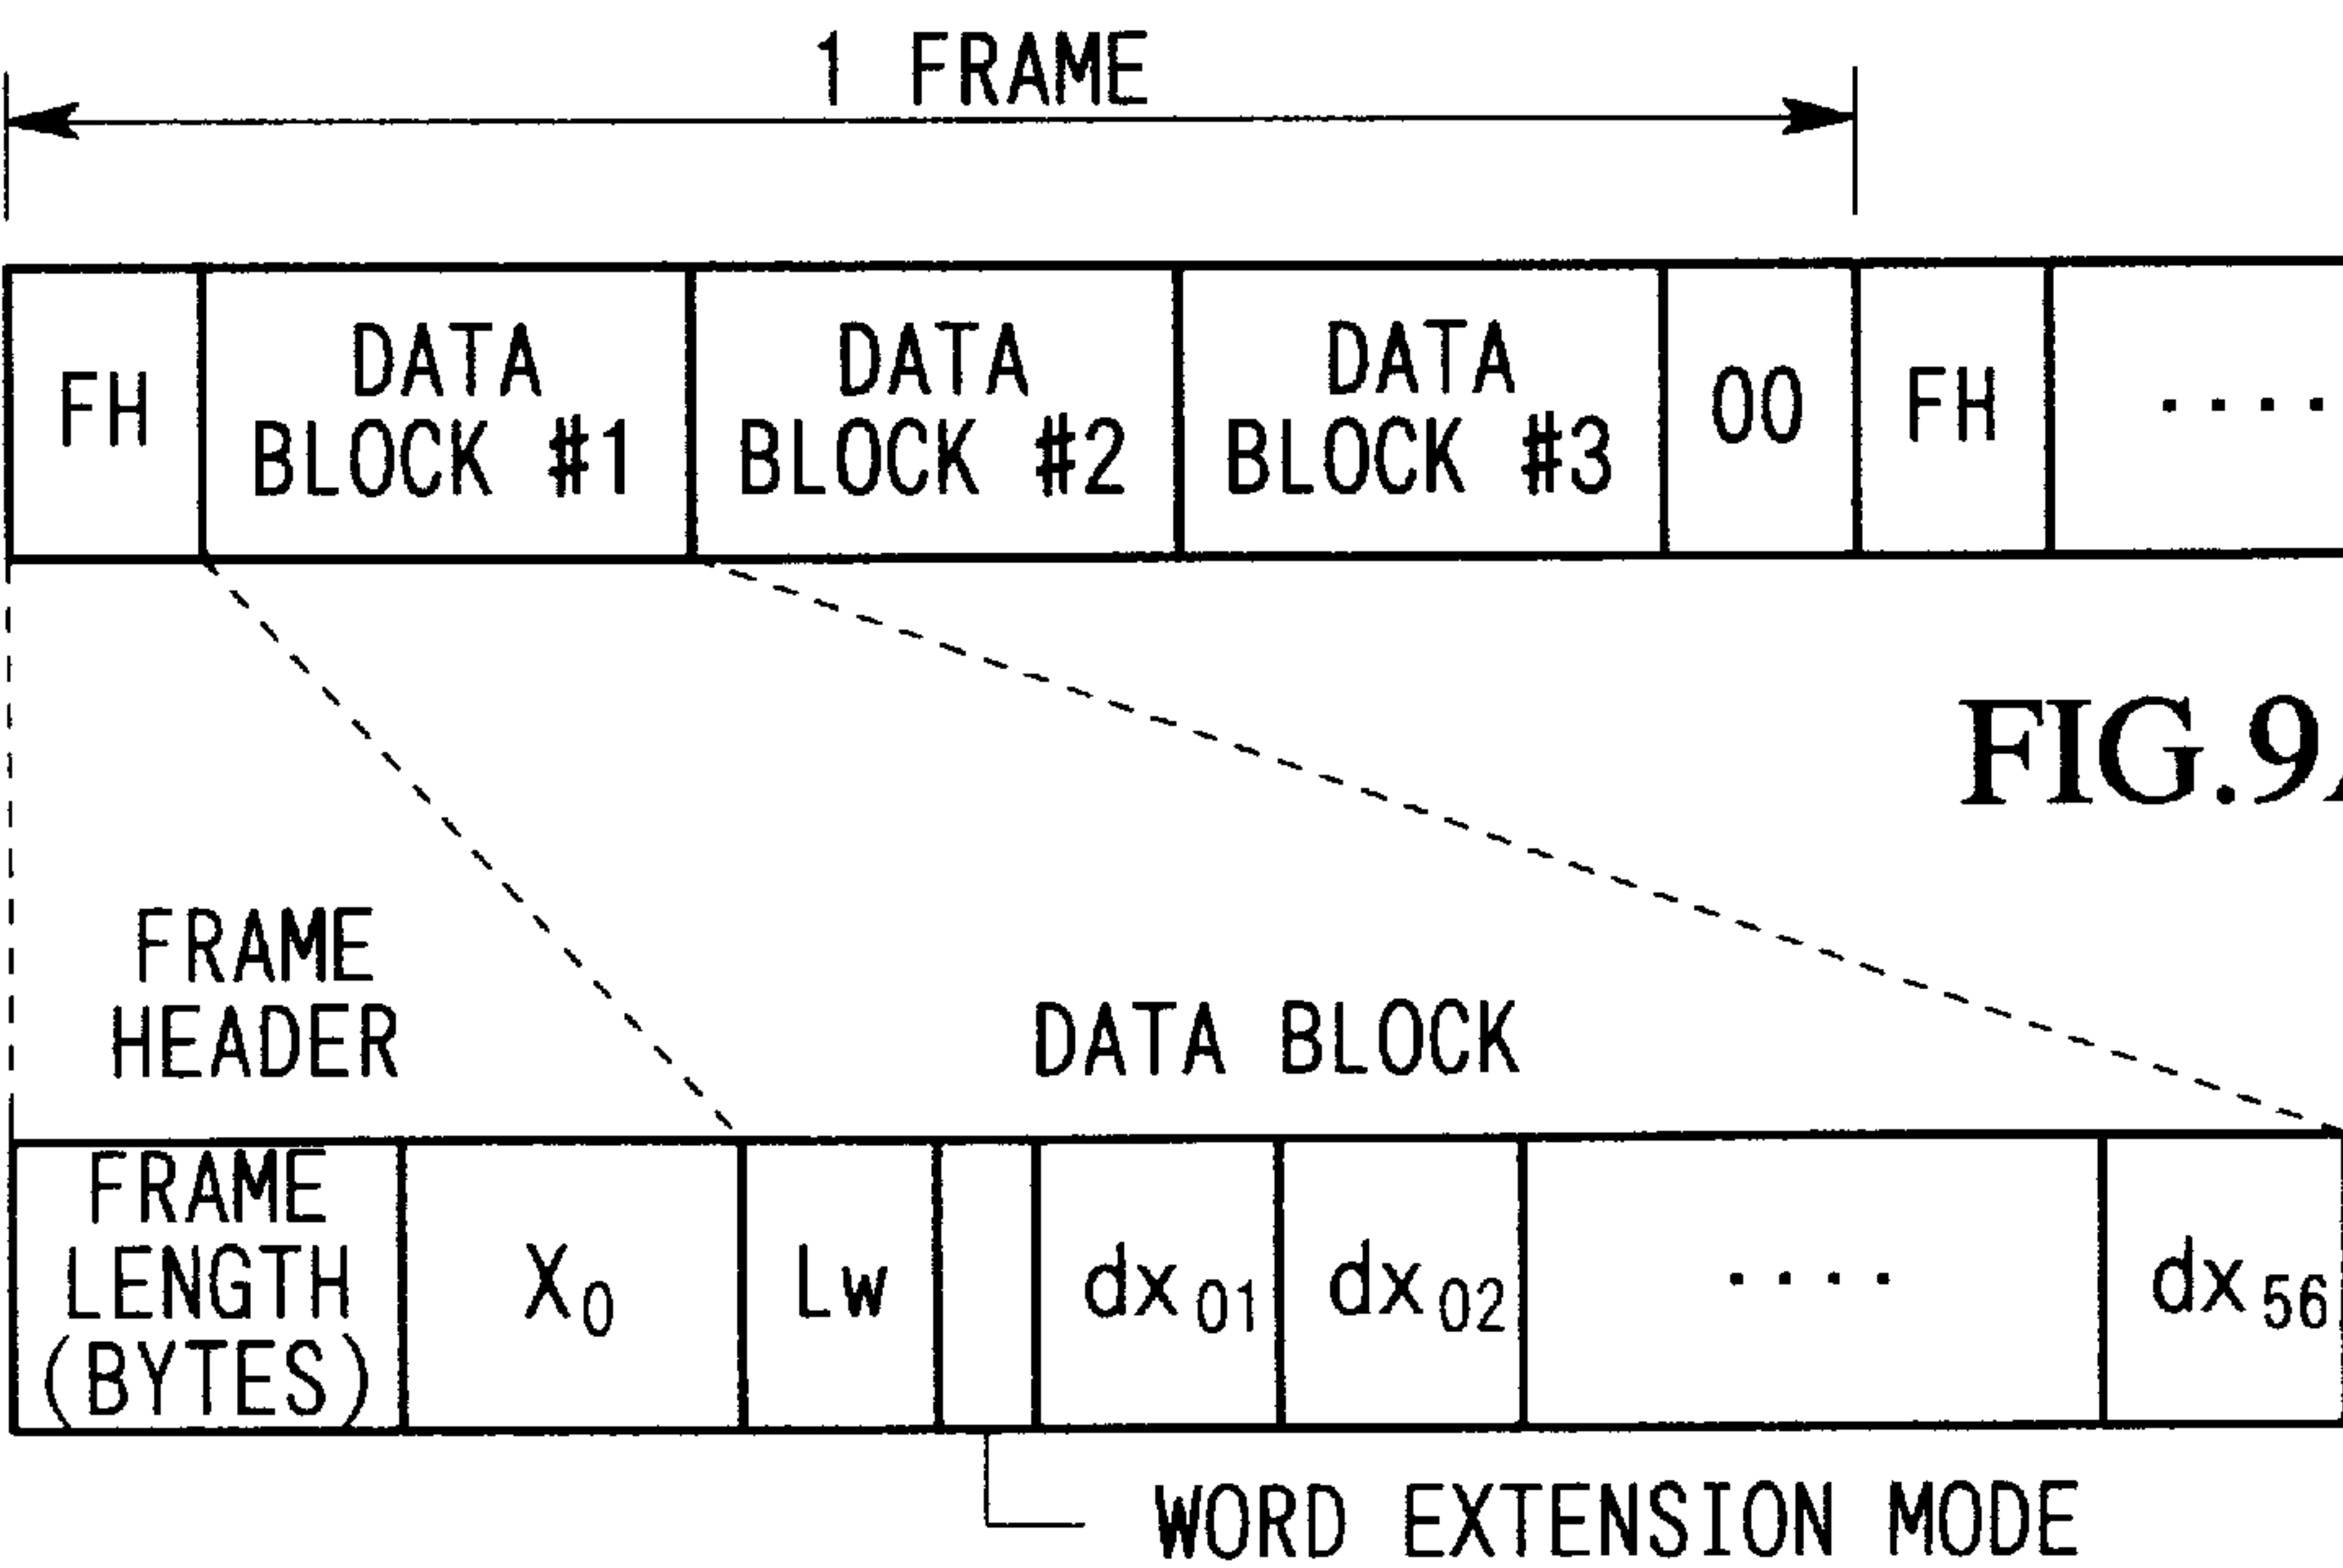 1 FRAME
FH
DATA
BLOCK #1
DATA
BLOCK #2
DATA
BLOCK #3
00
FH
....
FIG.9
FRAME
HEADER
DATA BLOCK
FRAME
LENGTH
(BYTES)
X0
Lw
dx01
dx02
....
dx56
WORD EXTENSION MODE